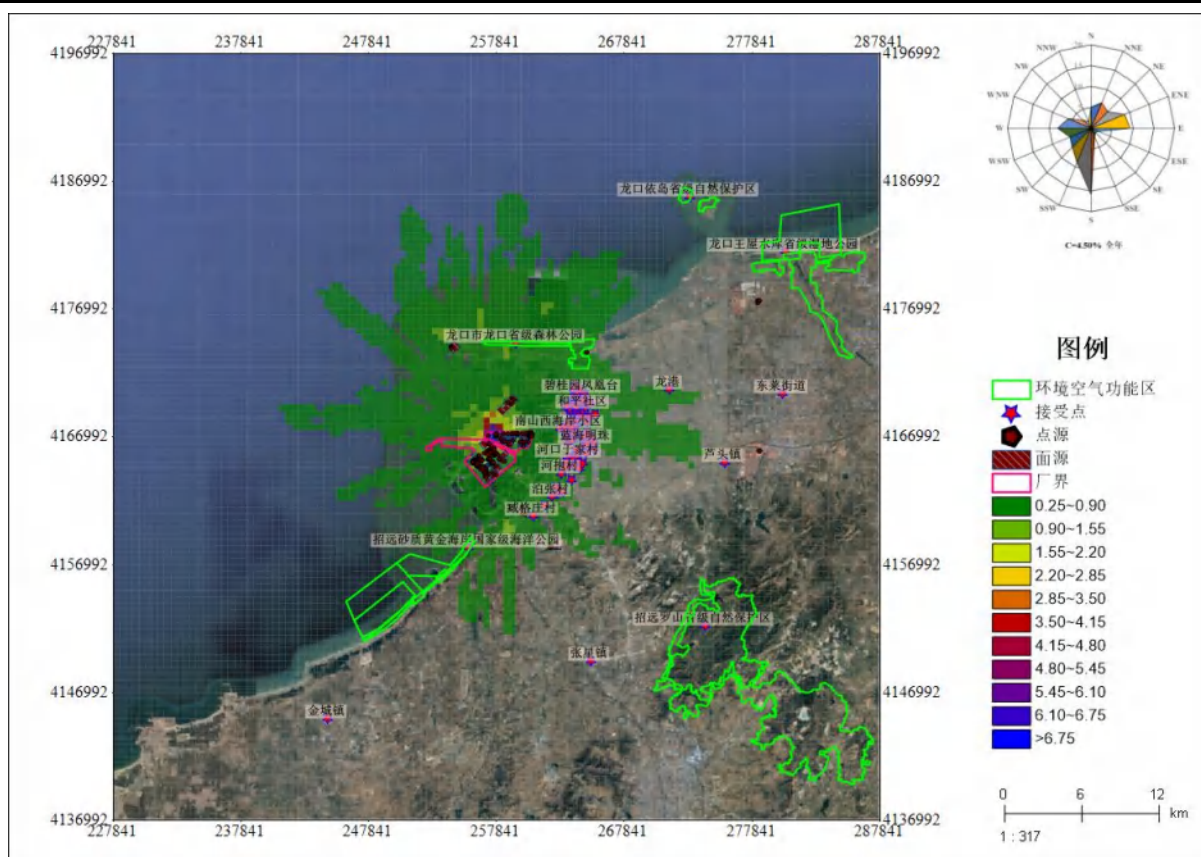 227841 237841 247841 257841 267841 277841 287841
4196992 4196992
N
NNW NNE
NW NE
WNW ENE
W E
WSW ESE
SW SE
SSW SSE
S
C=4.50% 全年
4186992 4186992
龙口依岛省级自然保护区
龙口王屋水库省级湿地公园
4176992 4176992
龙口市龙口省级森林公园
碧桂园凤凰台
龙港
东莱街道
和平社区
南山西海岸小区
4166992 4166992
蓝海明珠
河口于家村
芦头镇
河抱村
泊张村
臧格庄村
招远砂质黄金海岸国家级海洋公园
4156992 4156992
招远罗山省级自然保护区
张星镇
4146992 4146992
金城镇
4136992 4136992
227841 237841 247841 257841 267841 277841 287841
图例
环境空气功能区
接受点
点源
面源
厂界
0.25~0.90
0.90~1.55
1.55~2.20
2.20~2.85
2.85~3.50
3.50~4.15
4.15~4.80
4.80~5.45
5.45~6.10
6.10~6.75
>6.75
0 6 12
km
1 : 317